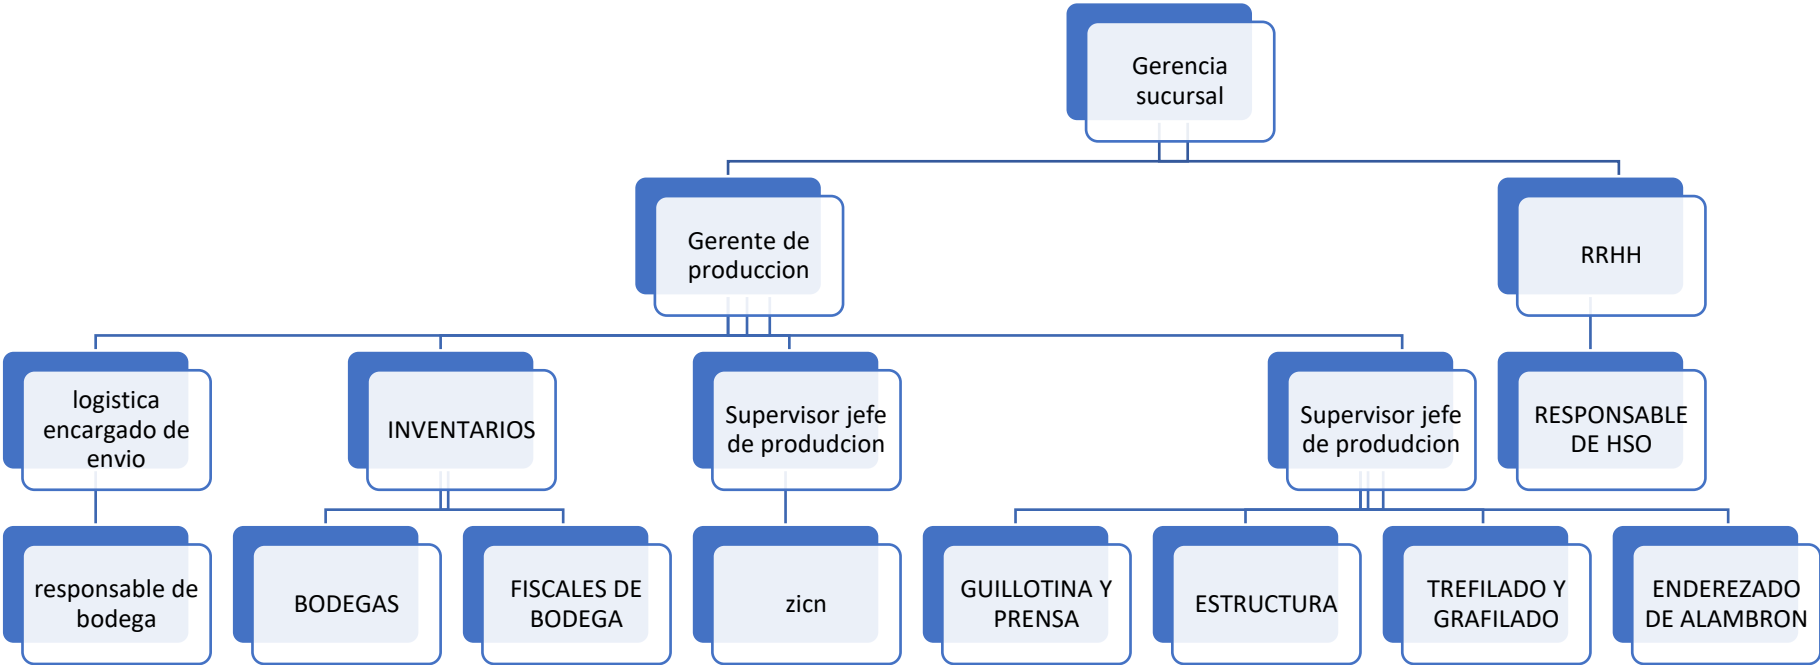 Gerencia
sucursal
Gerente de
produccion
RRHH
logistica
encargado de
envio
INVENTARIOS
Supervisor jefe
de produdcion
Supervisor jefe
de produdcion
RESPONSABLE
DE HSO
responsable de
bodega
BODEGAS
FISCALES DE
BODEGA
zicn
GUILLOTINA Y
PRENSA
ESTRUCTURA
TREFILADO Y
GRAFILADO
ENDEREZADO
DE ALAMBRON